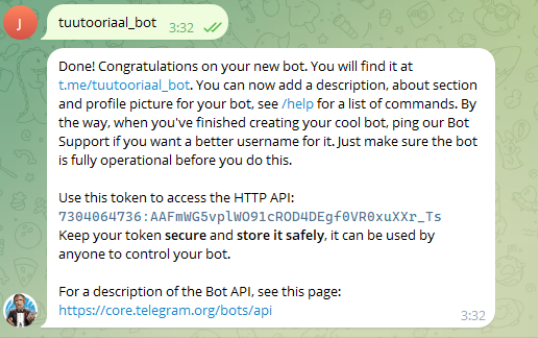 J
tuutooriaal_bot 3:32
Done! Congratulations on your new bot. You will find it at
t.me/tuutooriaal_bot. You can now add a description, about section
and profile picture for your bot, see /help for a list of commands. By
the way, when you've finished creating your cool bot, ping our Bot
Support if you want a better username for it. Just make sure the bot
is fully operational before you do this.
Use this token to access the HTTP API:
7304064736:AAFmWG5vplWO91cROD4DEgf0VR0xuXXr_Ts
Keep your token secure and store it safely, it can be used by
anyone to control your bot.
For a description of the Bot API, see this page:
https://core.telegram.org/bots/api
3:32